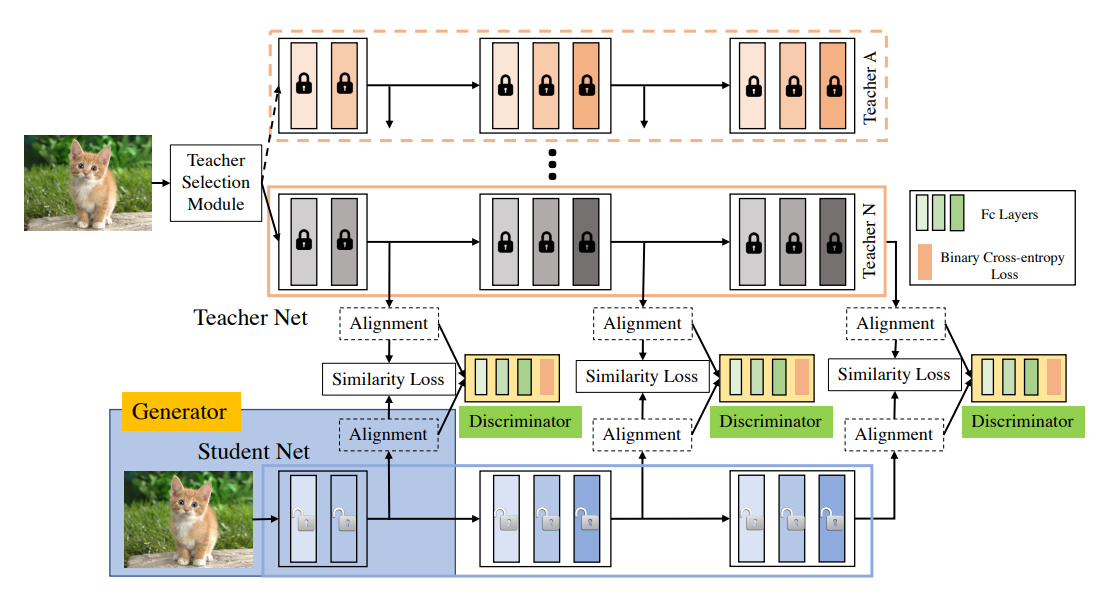 Teacher A
Teacher
Selection
Module
Teacher N
Fc Layers
Binary Cross-entropy
Loss
Teacher Net
Alignment
Alignment
Alignment
Similarity Loss
Similarity Loss
Similarity Loss
Generator
Discriminator
Discriminator
Discriminator
Alignment
Alignment
Alignment
Student Net